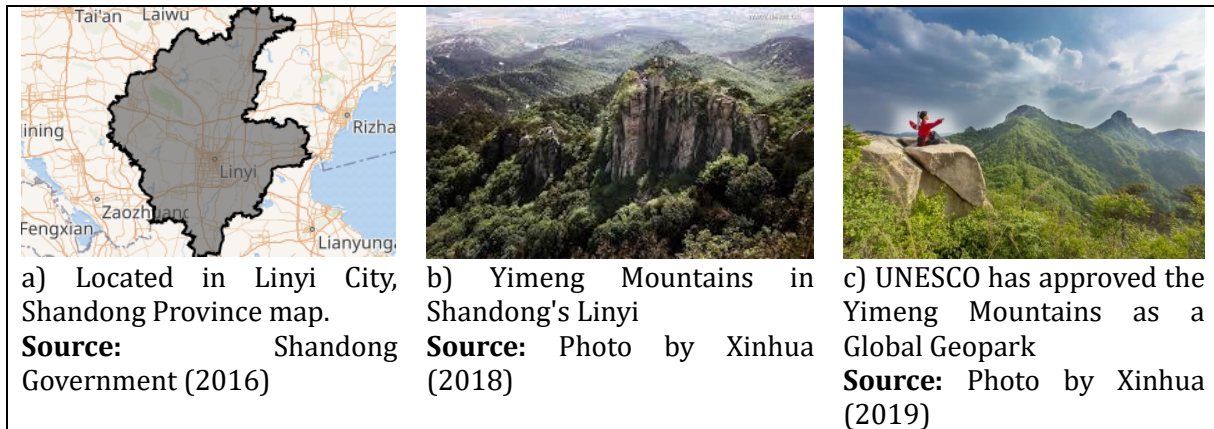 Tai'an Laiwu
ining
Rizha
Linyi
Zaozhuang
Fengxian
Lianyung
a) Located in Linyi City,
Shandong Province map.
Source: Shandong
Government (2016)
b) Yimeng Mountains in
Shandong's Linyi
Source: Photo by Xinhua
(2018)
c) UNESCO has approved the
Yimeng Mountains as a
Global Geopark
Source: Photo by Xinhua
(2019)